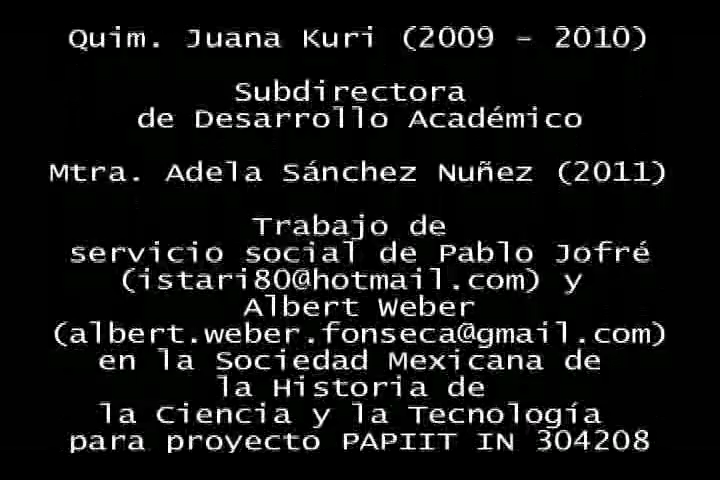 Quim. Juana Kuri (2009 - 2010)
Subdirectora
de Desarrollo Académico
Mtra. Adela Sánchez Nuñez (2011)
Trabajo de
servicio social de Pablo Jofré
(istari80@hotmail.com) y
Albert Weber
(albert.weber.fonseca@gmail.com)
en la Sociedad Mexicana de
la Historia de
la Ciencia y la Tecnología
para proyecto PAPIIT IN 304208